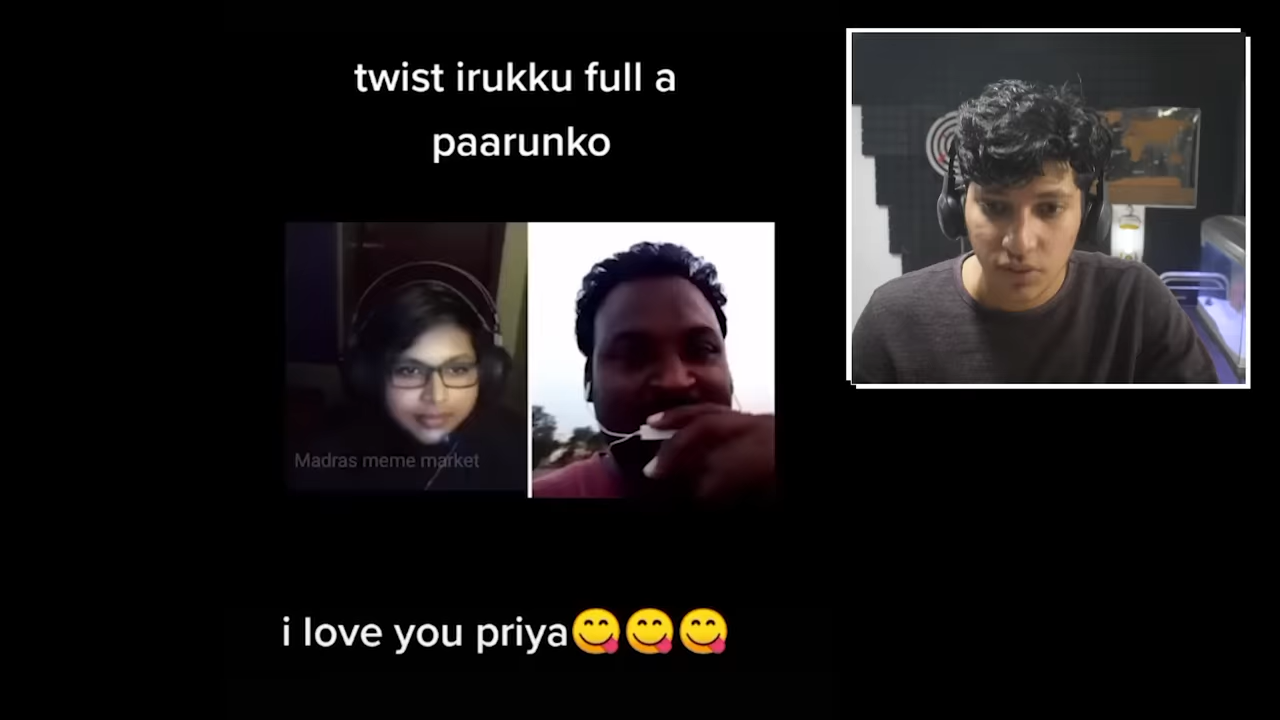 twist irukku full a
paarunko
Madras meme market
i love you priya😋😋😋